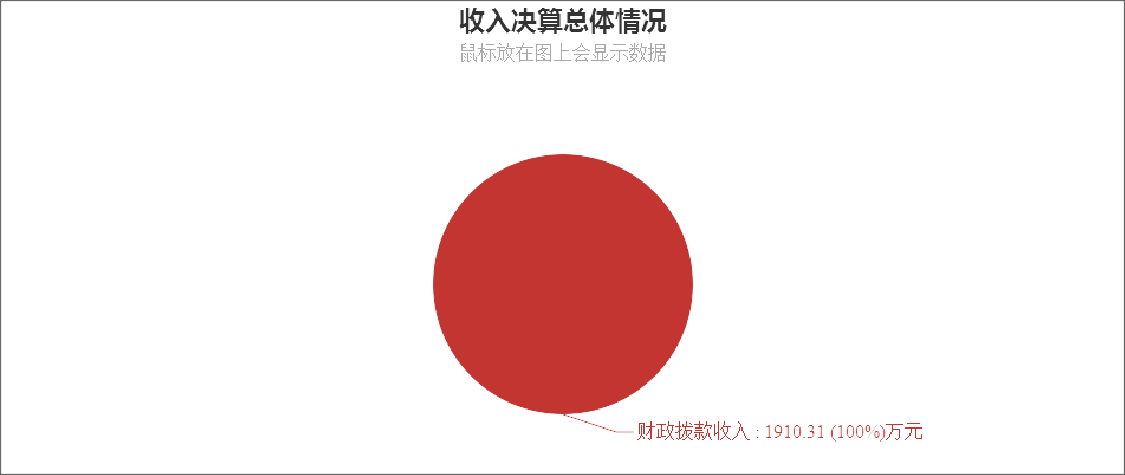 收入决算总体情况
鼠标放在图上会显示数据
财政拨款收入 : 1910.31 (100%)万元